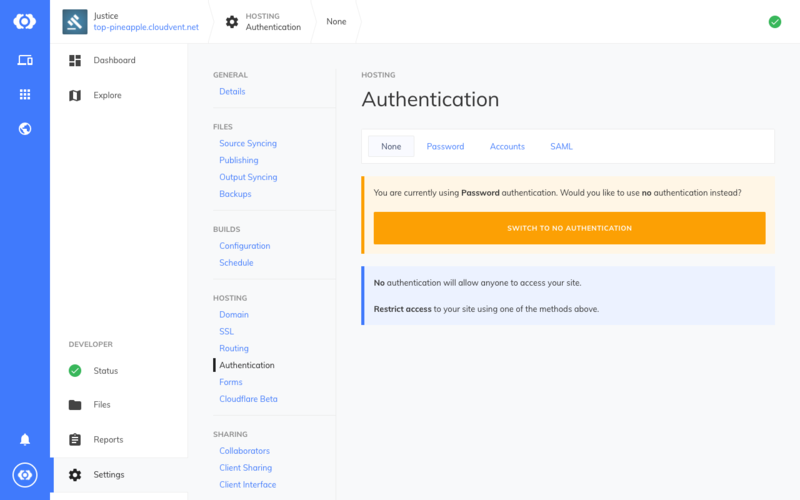 Justice
top-pineapple.cloudvent.net
HOSTING
Authentication
None
Dashboard
Explore
DEVELOPER
Status
Files
Reports
Settings
GENERAL
Details
FILES
Source Syncing
Publishing
Output Syncing
Backups
BUILDS
Configuration
Schedule
HOSTING
Domain
SSL
Routing
Authentication
Forms
Cloudflare Beta
SHARING
Collaborators
Client Sharing
Client Interface
HOSTING
Authentication
None Password Accounts SAML
You are currently using Password authentication. Would you like to use no authentication instead?
SWITCH TO NO AUTHENTICATION
No authentication will allow anyone to access your site.
Restrict access to your site using one of the methods above.